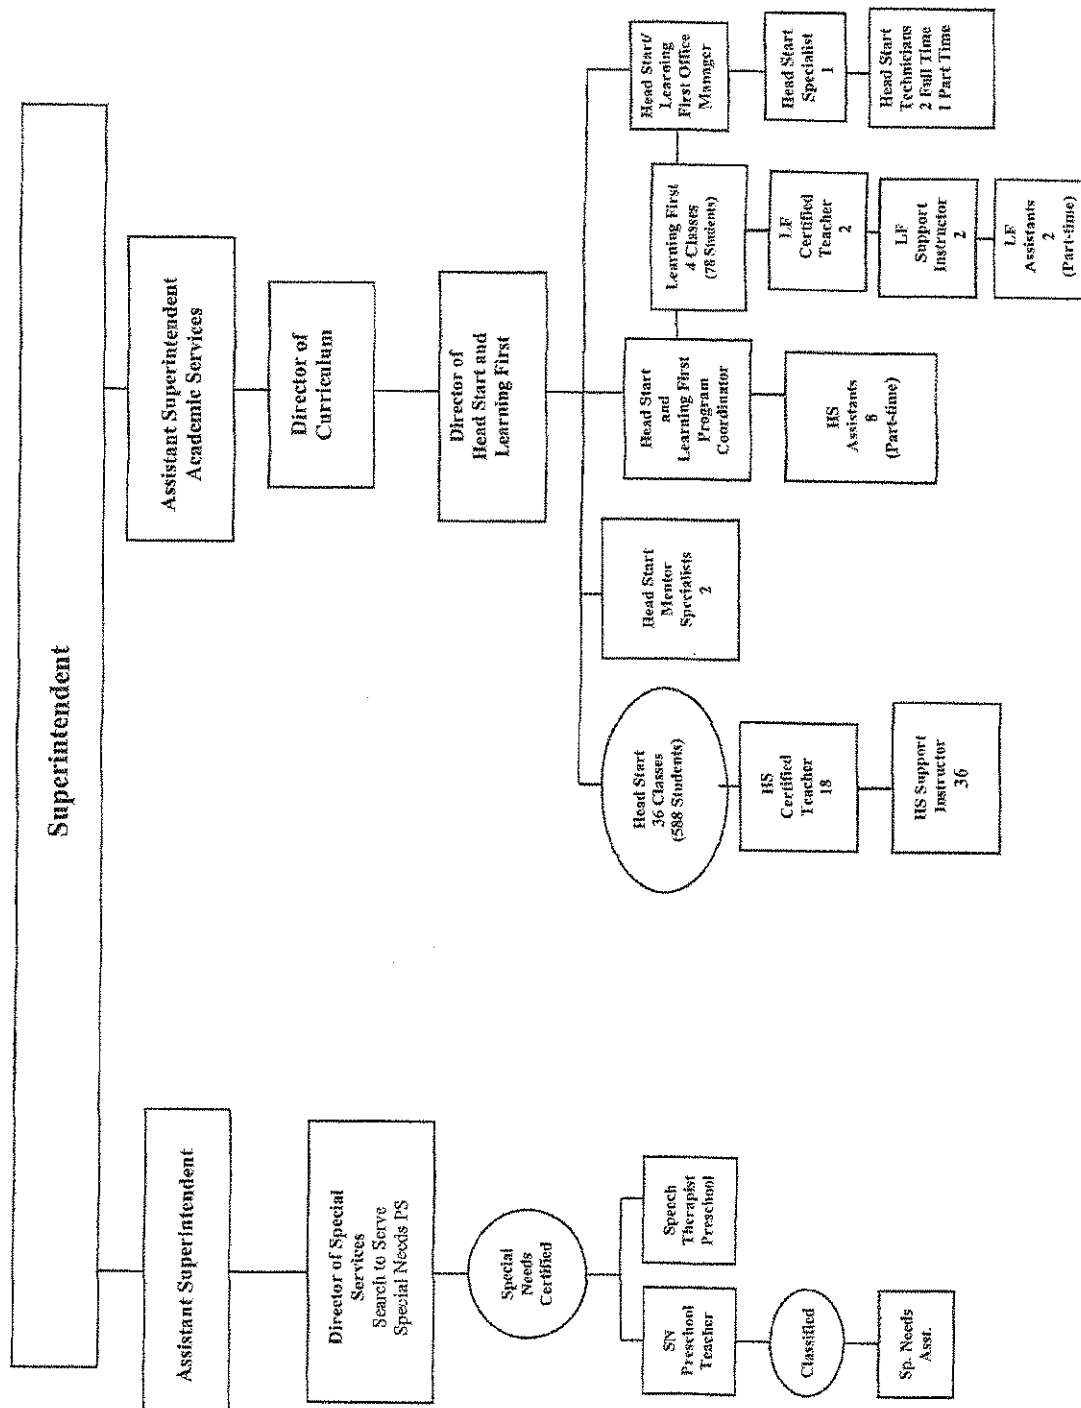 Superintendent
Assistant Superintendent
Director of Special
Services
Search to Serve
Special Needs PS
Special
Needs
Certified
SN
Preschool
Teacher
Speech
Therapist
Preschool
Classified
Sp. Needs
Asst.
Assistant Superintendent
Academic Services
Director of
Curriculum
Director of
Head Start and
Learning First
Head Start
36 Classes
(588 Students)
HS
Certified
Teacher
18
HS Support
Instructor
36
Head Start
Mentor
Specialists
2
Head Start
and
Learning First
Program
Coordinator
HS
Assistants
8
(Part-time)
Learning First
4 Classes
(78 Students)
LF
Certified
Teacher
2
LF
Support
Instructor
2
LF
Assistants
2
(Part-time)
Head Start/
Learning
First Office
Manager
Head Start
Specialist
1
Head Start
Technicians
2 Full Time
1 Part Time